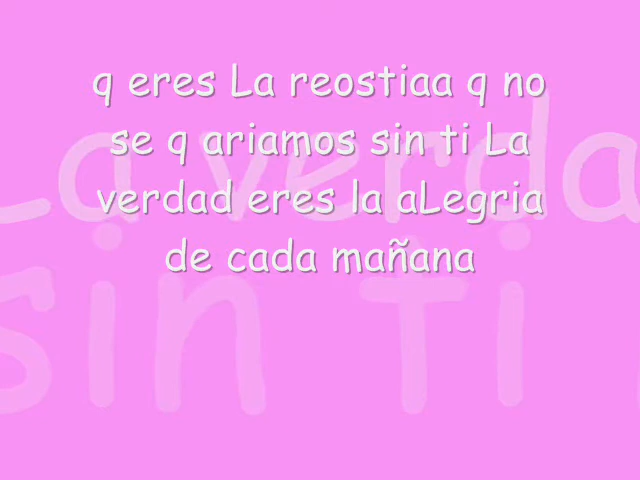 q eres La reostiaa q no
se q ariamos sin ti La
verdad eres la aLegria
de cada mañana
La verda
sin ti